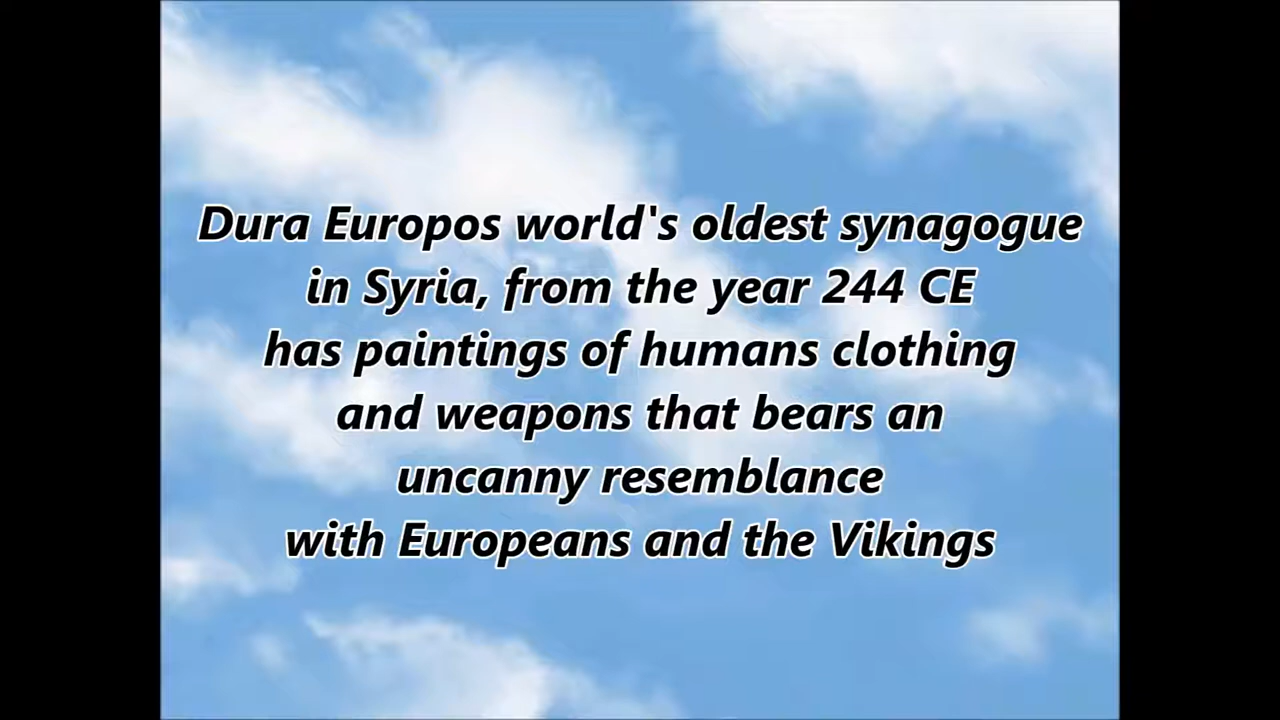 Dura Europos world's oldest synagogue
in Syria, from the year 244 CE
has paintings of humans clothing
and weapons that bears an
uncanny resemblance
with Europeans and the Vikings